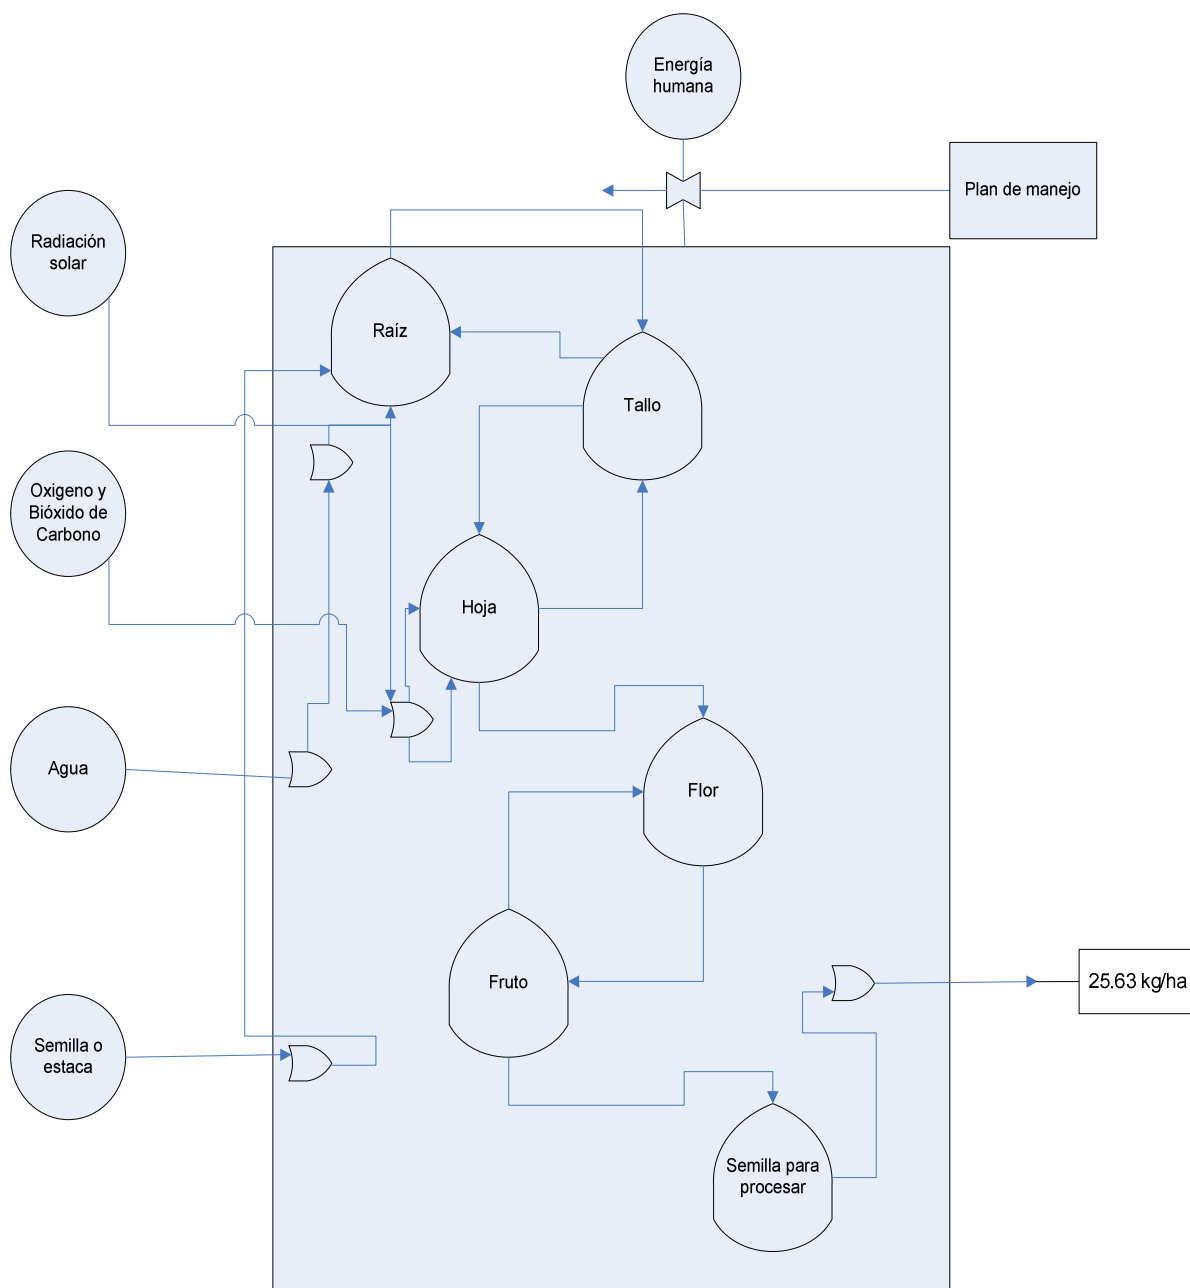 Energía
humana
Plan de manejo
Radiación
solar
Raíz
Tallo
Oxigeno y
Bióxido de
Carbono
Hoja
Agua
Flor
Fruto
25.63 kg/ha
Semilla o
estaca
Semilla para
procesar